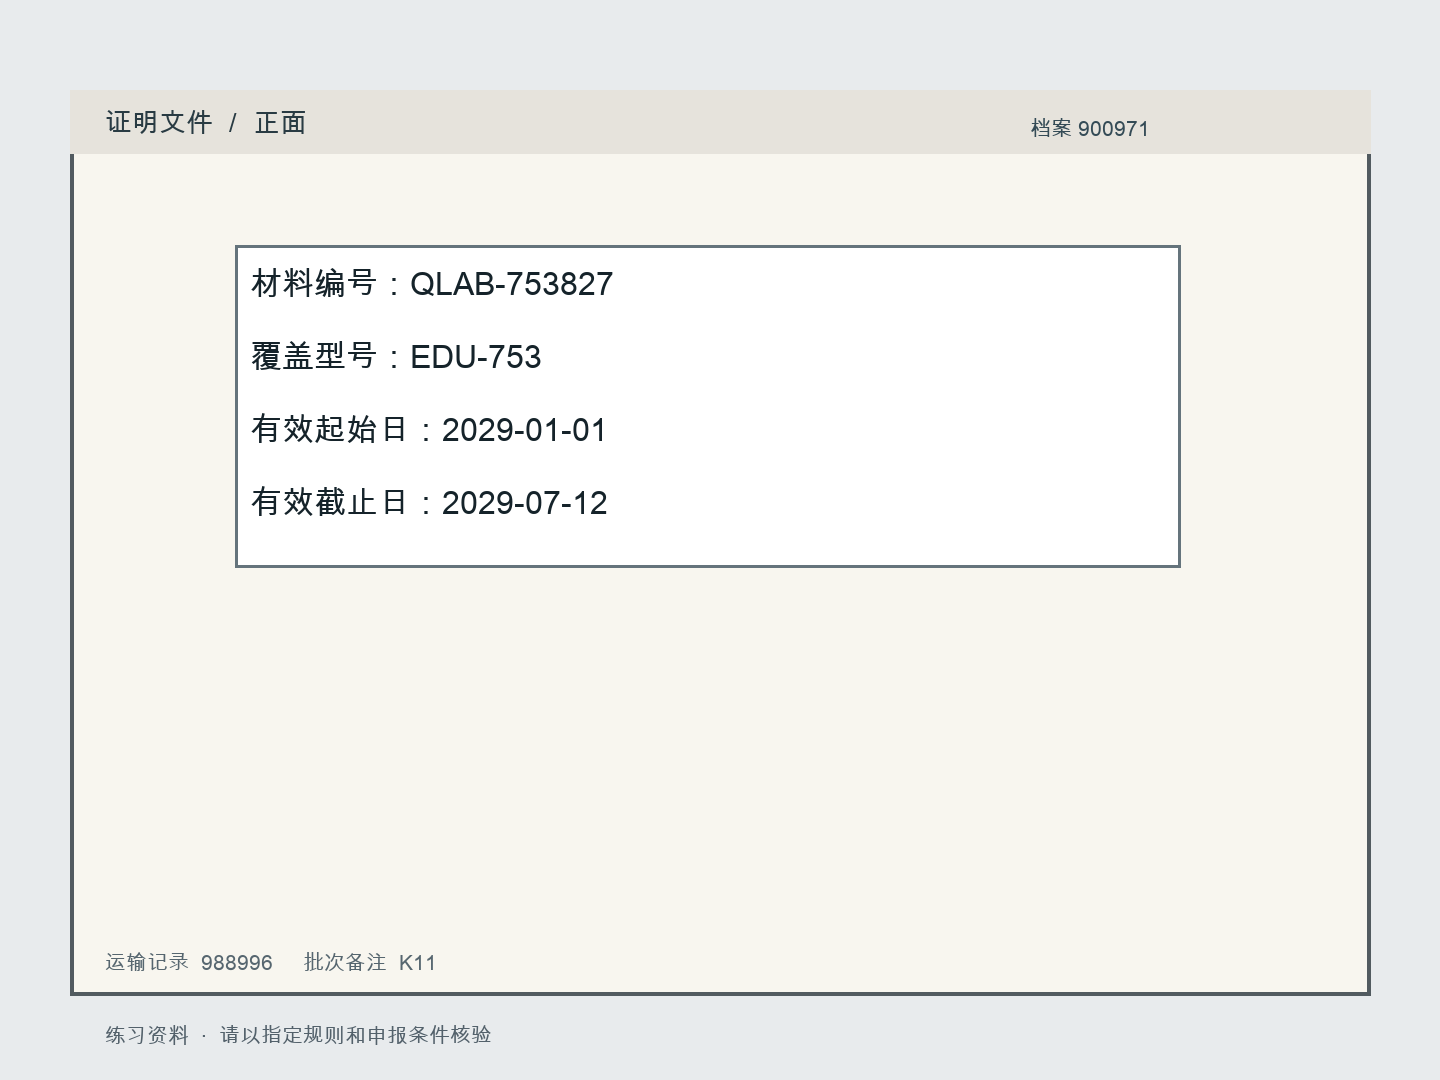 证明文件 / 正面
档案 900971
材料编号：QLAB-753827
覆盖型号：EDU-753
有效起始日：2029-01-01
有效截止日：2029-07-12
运输记录 988996 批次备注 K11
练习资料 · 请以指定规则和申报条件核验